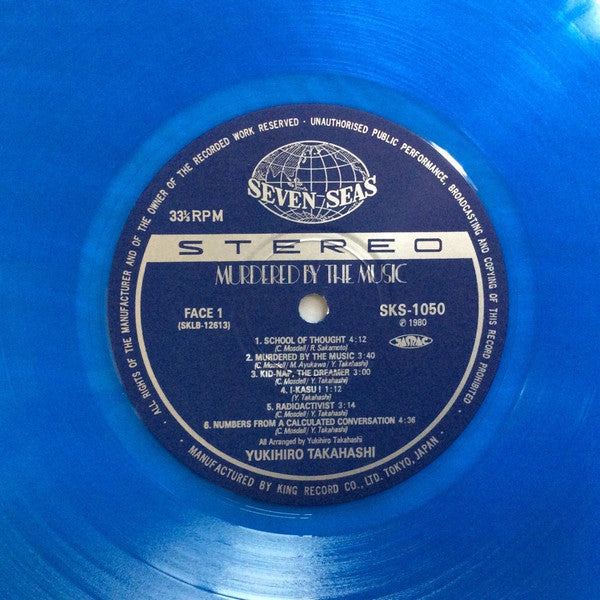 ALL RIGHTS OF THE MANUFACTURER AND OF THE OWNER OF THE RECORDED WORK RESERVED · UNAUTHORISED PUBLIC PERFORMANCE, BROADCASTING AND COPYING OF THIS RECORD PROHIBITED
SEVEN SEAS
33⅓RPM
STEREO
MURDERED BY THE MUSIC
FACE 1
(SKLB-12613)
SKS-1050
℗ 1980
JASRAC
1. SCHOOL OF THOUGHT 4:12
(C. Mosdell / R. Sakamoto)
2. MURDERED BY THE MUSIC 3:40
(C. Mosdell / M. Ayukawa / Y. Takahashi)
3. KID-NAP, THE DREAMER 3:00
(C. Mosdell / Y. Takahashi)
4. I-KASU! 1:12
(Y. Takahashi)
5. RADIOACTIVIST 3:14
(C. Mosdell / Y. Takahashi)
6. NUMBERS FROM A CALCULATED CONVERSATION 4:36
(C. Mosdell / Y. Takahashi)
All Arranged by Yukihiro Takahashi
YUKIHIRO TAKAHASHI
MANUFACTURED BY KING RECORD CO., LTD. TOKYO, JAPAN